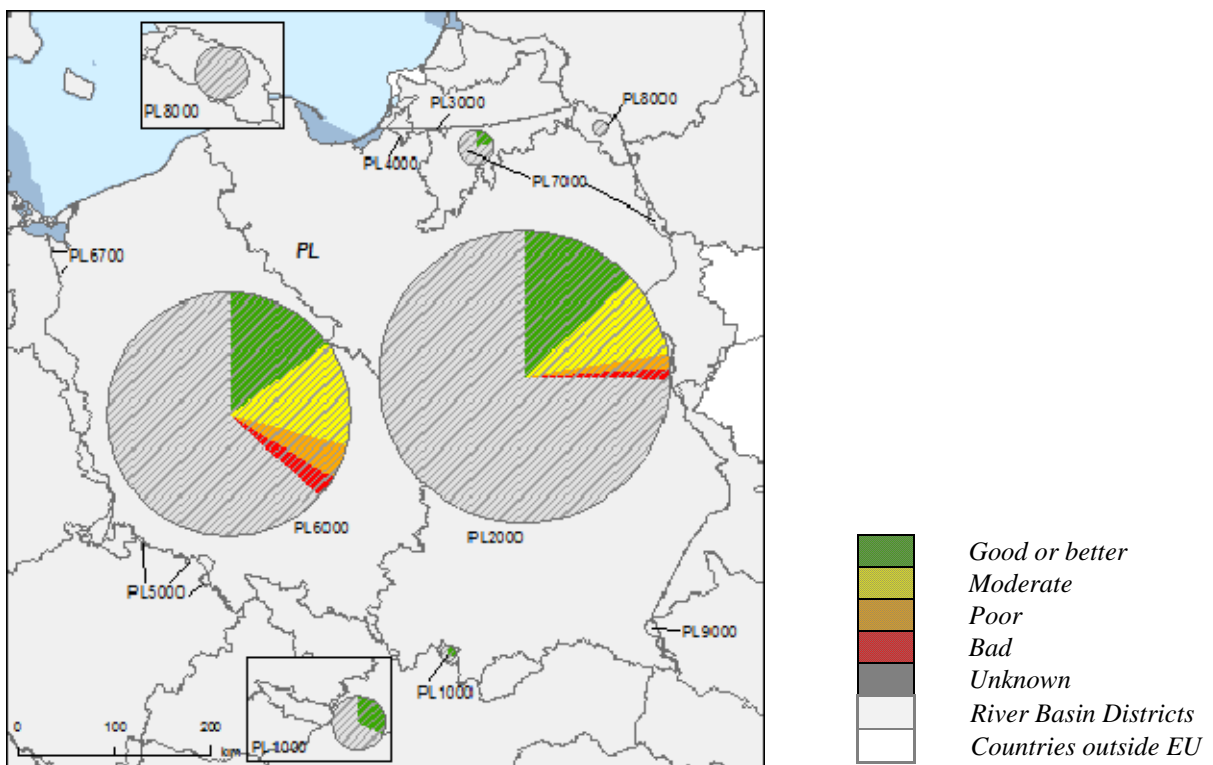 PL8000
PL3000
PL8000
PL4000
PL7000
PL
PL6700
PL6000
PL2000
PL5000
PL9000
PL1000
0 100 200
km
PL1000
Good or better
Moderate
Poor
Bad
Unknown
River Basin Districts
Countries outside EU